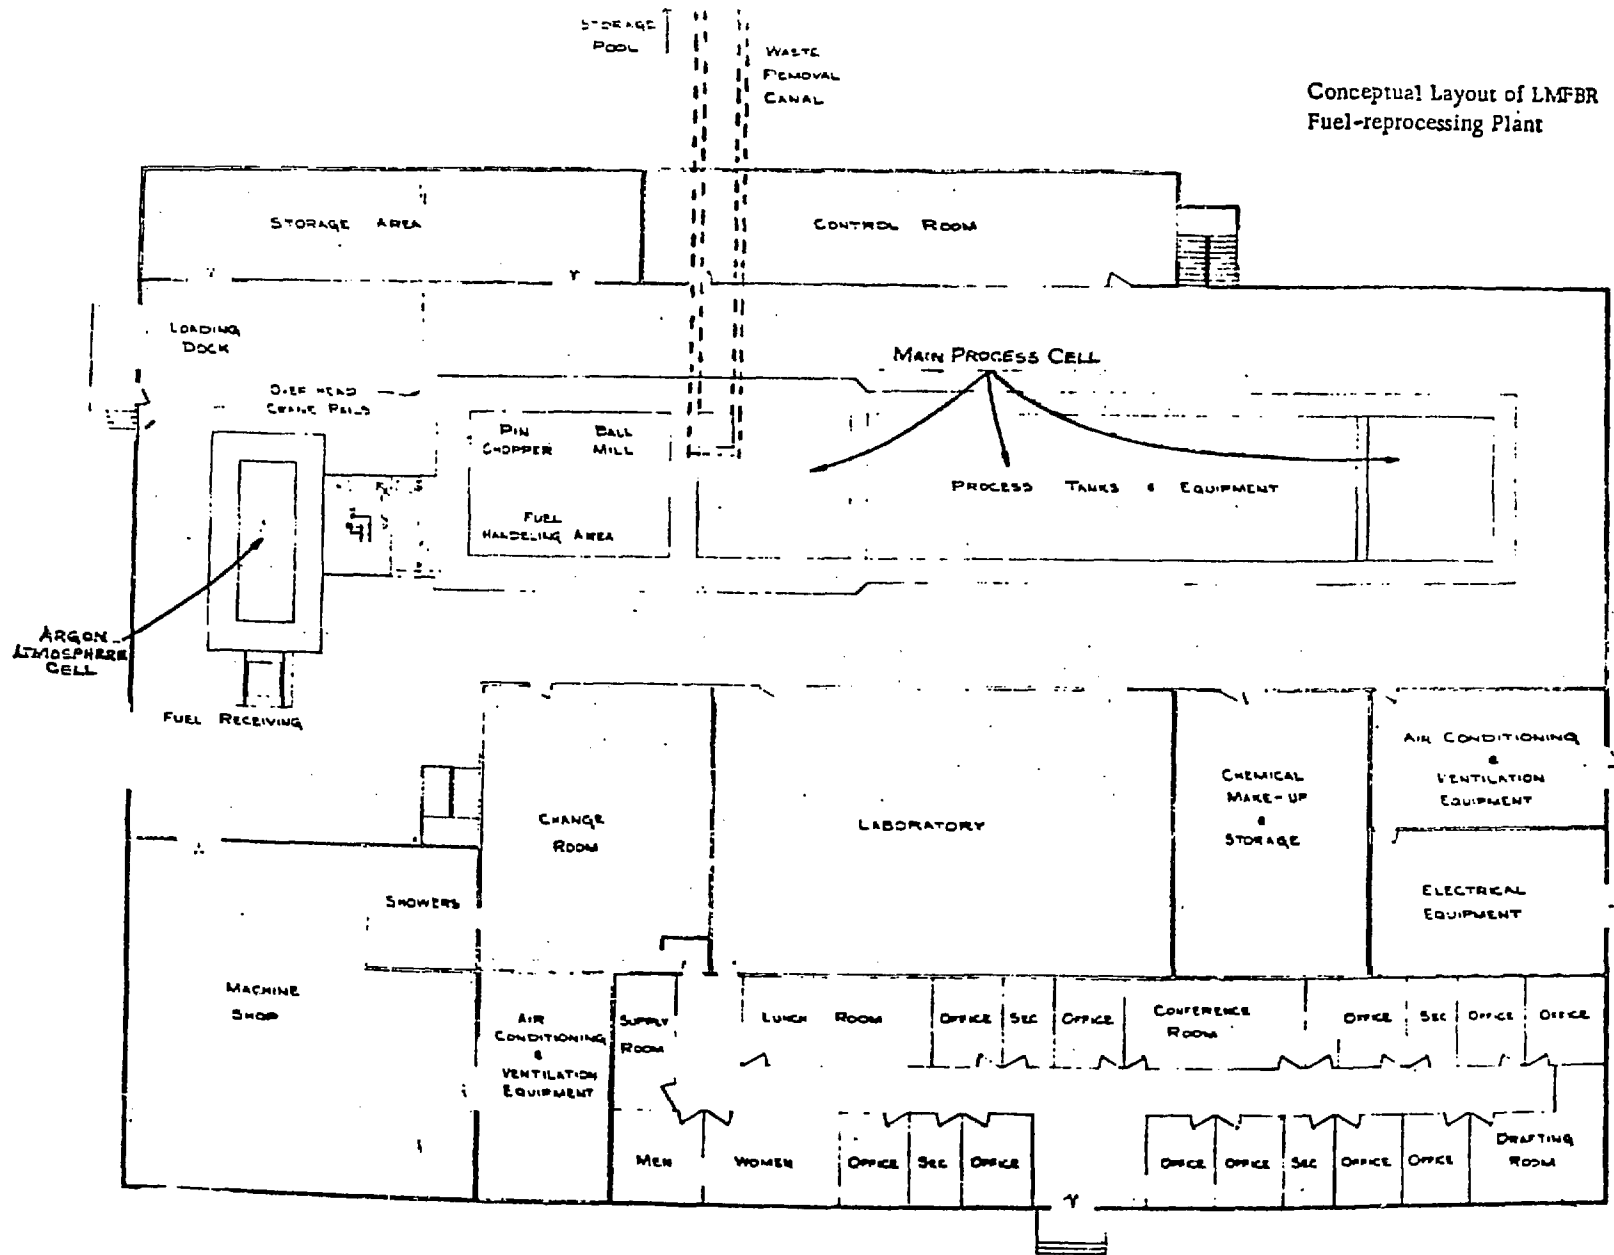 STORAGE
POOL
WASTE
REMOVAL
CANAL
Conceptual Layout of LMFBR
Fuel-reprocessing Plant
STORAGE AREA
CONTROL ROOM
LOADING
DOCK
MAIN PROCESS CELL
OVER HEAD
CRANE RAILS
PIN
CHOPPER
BALL
MILL
PROCESS TANKS & EQUIPMENT
FUEL
HANDELING AREA
ARGON
ATMOSPHERE
CELL
FUEL RECEIVING
CHANGE
ROOM
LABORATORY
CHEMICAL
MAKE-UP
&
STORAGE
AIR CONDITIONING
&
VENTILATION
EQUIPMENT
ELECTRICAL
EQUIPMENT
SHOWERS
MACHINE
SHOP
AIR
CONDITIONING
&
VENTILATION
EQUIPMENT
SUPPLY
ROOM
LUNCH ROOM
OFFICE
SEC
OFFICE
CONFERENCE
ROOM
OFFICE
SEC
OFFICE
OFFICE
MEN
WOMEN
OFFICE
SEC
OFFICE
OFFICE
OFFICE
SEC
OFFICE
OFFICE
DRAFTING
ROOM